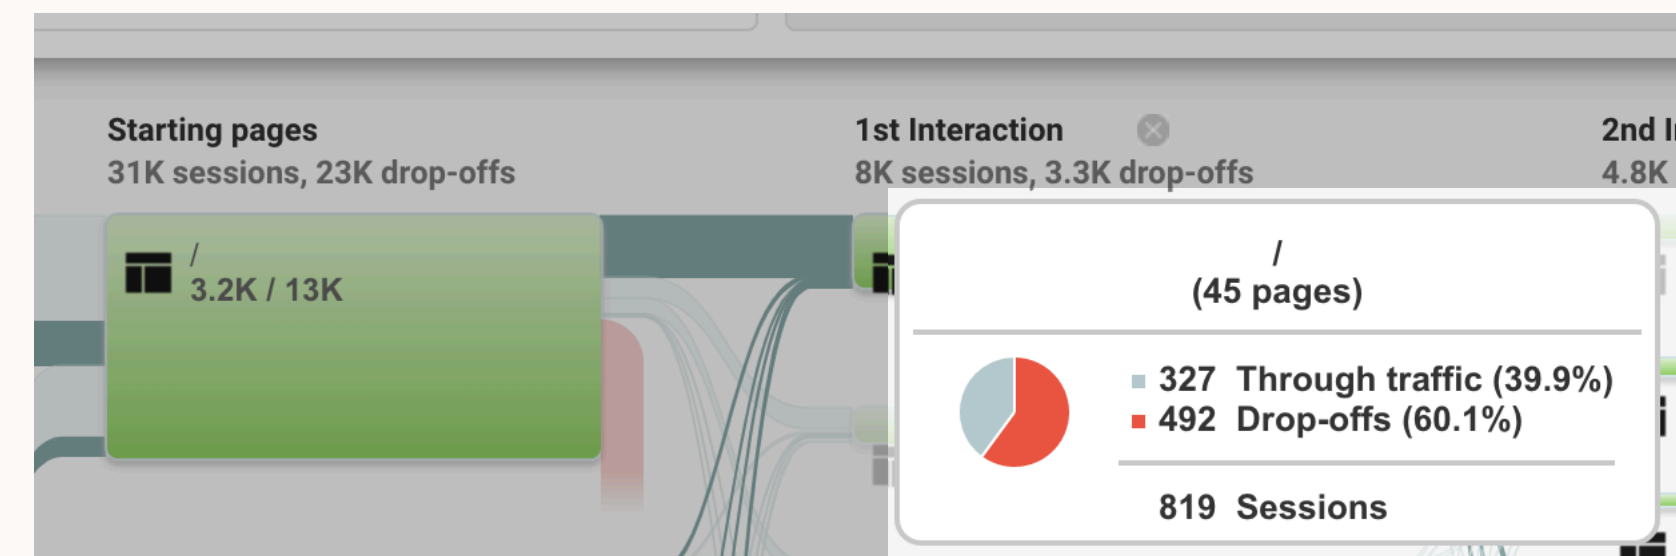 Starting pages
31K sessions, 23K drop-offs
/
3.2K / 13K
1st Interaction
8K sessions, 3.3K drop-offs
2nd
4.8K
/
(45 pages)
327 Through traffic (39.9%)
492 Drop-offs (60.1%)
819 Sessions